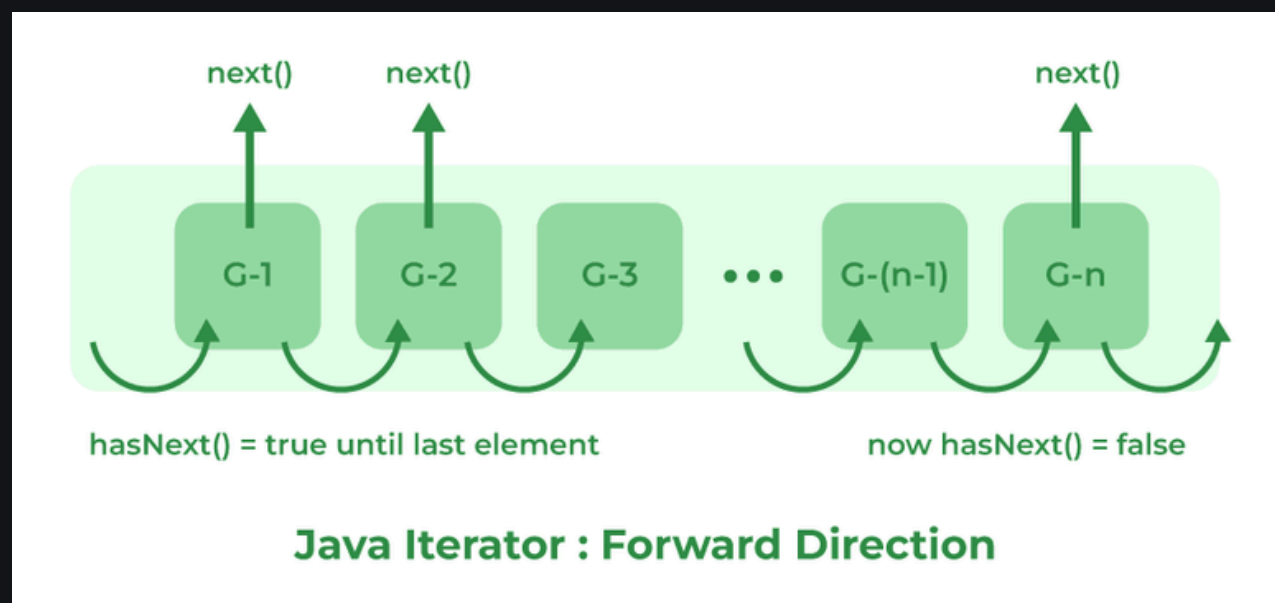 next() next() next()
G-1 G-2 G-3 ... G-(n-1) G-n
hasNext() = true until last element now hasNext() = false
Java Iterator : Forward Direction